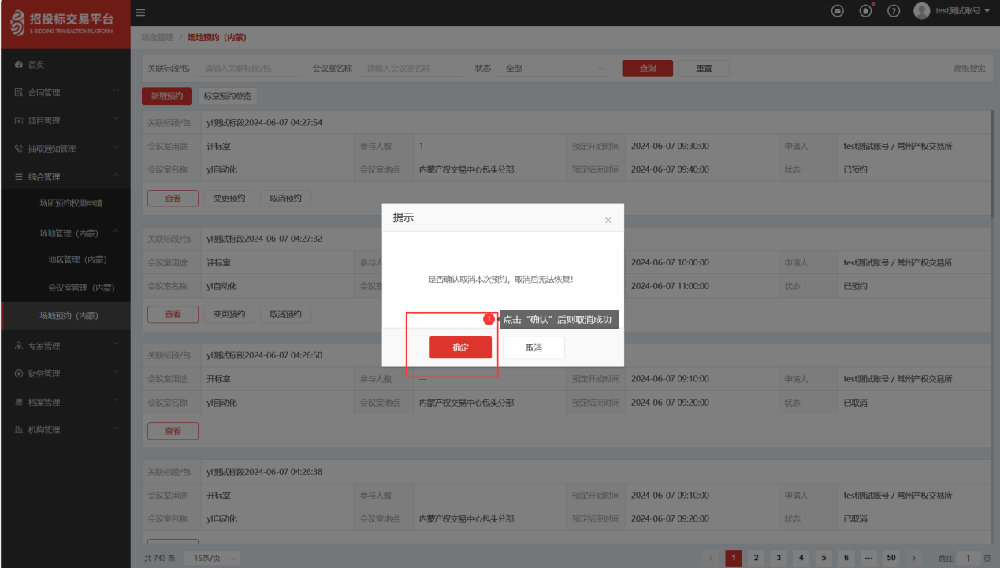 招投标交易平台
E-BIDDING TRANSACTION PLATFORM
test测试账号
综合管理 > 场地预约（内蒙）
首页
合同管理
项目管理
抽取通知管理
综合管理
场所预约权限申请
场地管理（内蒙）
地区管理（内蒙）
会议室管理（内蒙）
场地预约（内蒙）
专家管理
财务管理
档案管理
机构管理
关联标段/包 请输入关联标段/包 会议室名称 请输入会议室名称 状态 全部 查询 重置 高级搜索
新增预约 标室预约总览
关联标段/包 yl测试标段2024-06-07 04:27:54
会议室用途 评标室 参与人数 1 预定开始时间 2024-06-07 09:30:00 申请人 test测试账号 / 常州产权交易所
会议室名称 yl自动化 会议室地点 内蒙产权交易中心包头分部 预定结束时间 2024-06-07 09:40:00 状态 已预约
查看 变更预约 取消预约
关联标段/包 yl测试标段2024-06-07 04:27:32
会议室用途 评标室 参与人 2024-06-07 10:00:00 申请人 test测试账号 / 常州产权交易所
会议室名称 yl自动化 会议室 2024-06-07 11:00:00 状态 已预约
查看 变更预约 取消预约
提示
是否确认取消本次预约，取消后无法恢复！
1 点击“确认”后则取消成功
确定 取消
关联标段/包 yl测试标段2024-06-07 04:26:50
会议室用途 开标室 参与人数 -- 预定开始时间 2024-06-07 09:10:00 申请人 test测试账号 / 常州产权交易所
会议室名称 yl自动化 会议室地点 内蒙产权交易中心包头分部 预定结束时间 2024-06-07 09:20:00 状态 已取消
查看
关联标段/包 yl测试标段2024-06-07 04:26:38
会议室用途 开标室 参与人数 -- 预定开始时间 2024-06-07 09:10:00 申请人 test测试账号 / 常州产权交易所
会议室名称 yl自动化 会议室地点 内蒙产权交易中心包头分部 预定结束时间 2024-06-07 09:20:00 状态 已取消
共 743 条 15条/页 < 1 2 3 4 5 6 ••• 50 > 前往 1 页